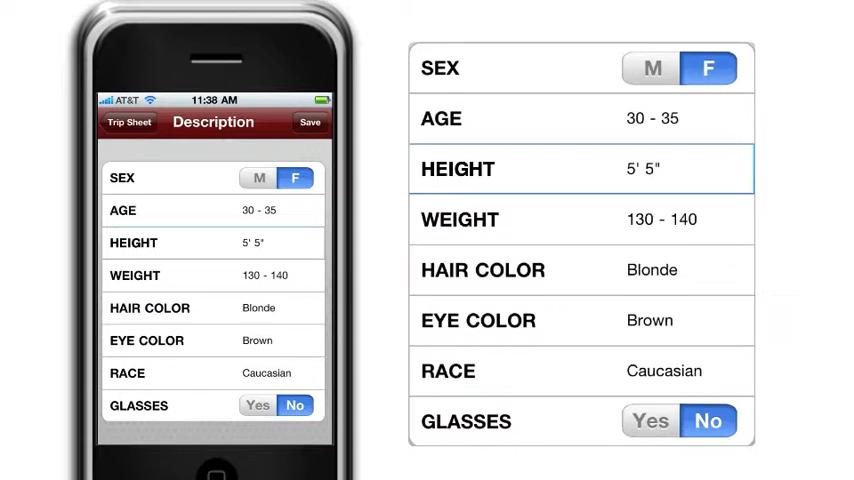 AT&T 11:38 AM
Trip Sheet Description Save
SEX M F
AGE 30 - 35
HEIGHT 5' 5"
WEIGHT 130 - 140
HAIR COLOR Blonde
EYE COLOR Brown
RACE Caucasian
GLASSES Yes No
SEX M F
AGE 30 - 35
HEIGHT 5' 5"
WEIGHT 130 - 140
HAIR COLOR Blonde
EYE COLOR Brown
RACE Caucasian
GLASSES Yes No